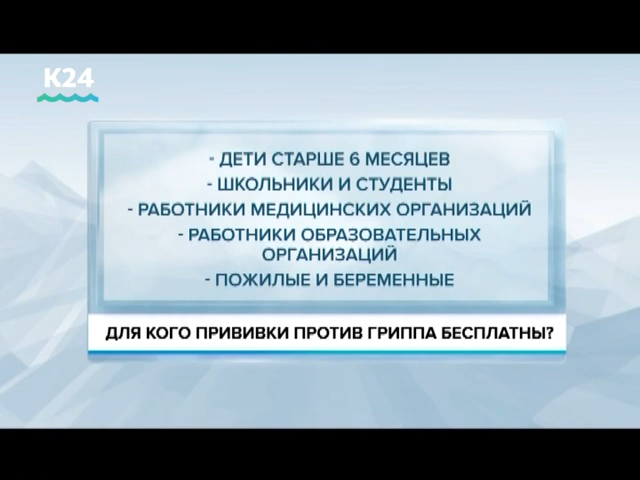 К24
- ДЕТИ СТАРШЕ 6 МЕСЯЦЕВ
- ШКОЛЬНИКИ И СТУДЕНТЫ
- РАБОТНИКИ МЕДИЦИНСКИХ ОРГАНИЗАЦИЙ
- РАБОТНИКИ ОБРАЗОВАТЕЛЬНЫХ
ОРГАНИЗАЦИЙ
- ПОЖИЛЫЕ И БЕРЕМЕННЫЕ
ДЛЯ КОГО ПРИВИВКИ ПРОТИВ ГРИППА БЕСПЛАТНЫ?